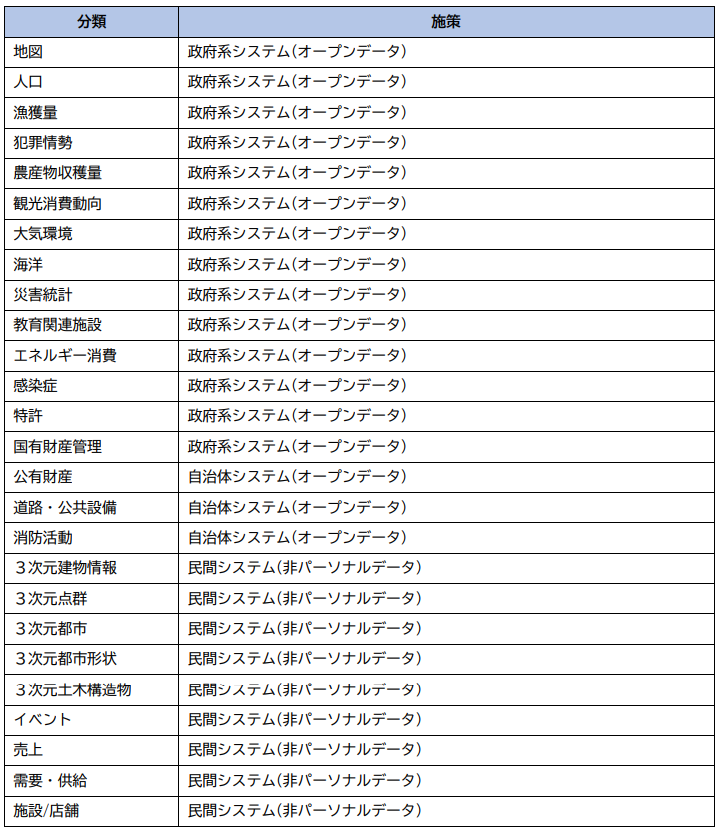 分類 施策
地図 政府系システム(オープンデータ)
人口 政府系システム(オープンデータ)
漁獲量 政府系システム(オープンデータ)
犯罪情勢 政府系システム(オープンデータ)
農産物収穫量 政府系システム(オープンデータ)
観光消費動向 政府系システム(オープンデータ)
大気環境 政府系システム(オープンデータ)
海洋 政府系システム(オープンデータ)
災害統計 政府系システム(オープンデータ)
教育関連施設 政府系システム(オープンデータ)
エネルギー消費 政府系システム(オープンデータ)
感染症 政府系システム(オープンデータ)
特許 政府系システム(オープンデータ)
国有財産管理 政府系システム(オープンデータ)
公有財産 自治体システム(オープンデータ)
道路・公共設備 自治体システム(オープンデータ)
消防活動 自治体システム(オープンデータ)
3次元建物情報 民間システム(非パーソナルデータ)
3次元点群 民間システム(非パーソナルデータ)
3次元都市 民間システム(非パーソナルデータ)
3次元都市形状 民間システム(非パーソナルデータ)
3次元土木構造物 民間システム(非パーソナルデータ)
イベント 民間システム(非パーソナルデータ)
売上 民間システム(非パーソナルデータ)
需要・供給 民間システム(非パーソナルデータ)
施設/店舗 民間システム(非パーソナルデータ)